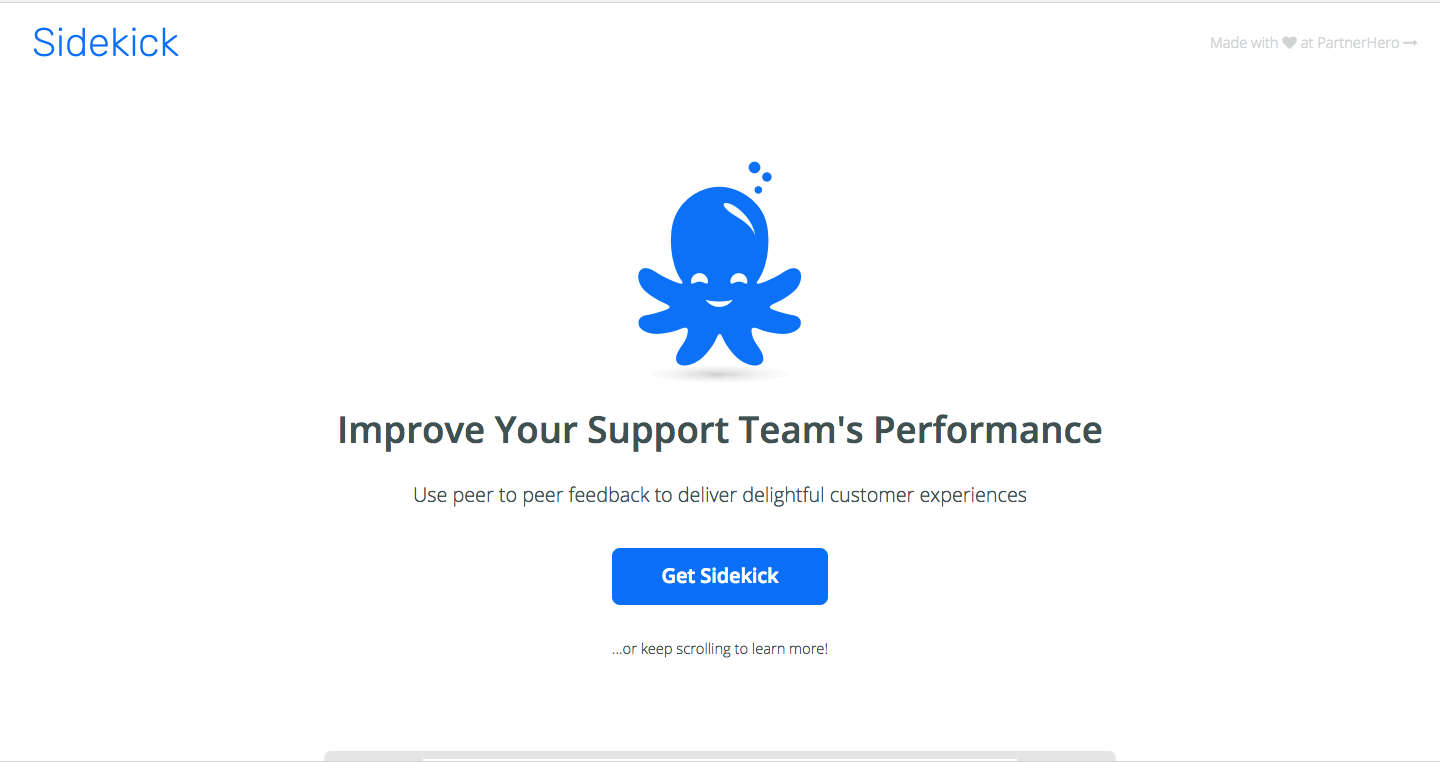 Sidekick
Made with ♥ at PartnerHero →
Improve Your Support Team's Performance
Use peer to peer feedback to deliver delightful customer experiences
Get Sidekick
...or keep scrolling to learn more!